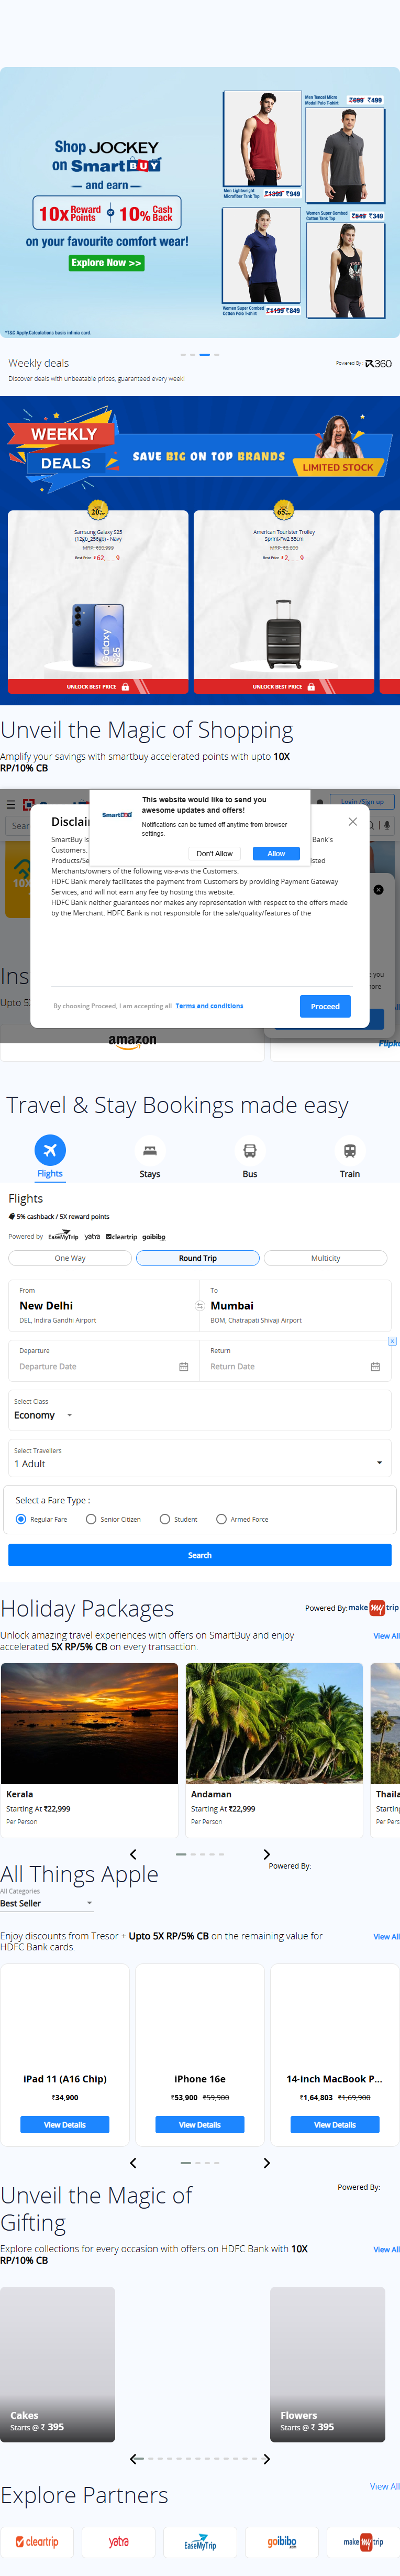 Shop JOCKEY
on SmartBUY
and earn
10x Reward Points or 10% Cash Back
on your favourite comfort wear!
Explore Now >>
*T&C Apply.Calculations basis infinia card.
Men Lightweight
Microfiber Tank Top
₹1399 ₹949
Men Tencel Micro
Modal Polo T-shirt
₹899 ₹499
Women Super Combed
Cotton Pole T-shirt
₹1199 ₹849
Women Super Combed
Cotton Tank Top
₹649 ₹349
Weekly deals
Powered By
360
Discover deals with unbeatable prices, guaranteed every week!
WEEKLY
DEALS
SAVE BIG ON TOP BRANDS
LIMITED STOCK
20
Samsung Galaxy S25
(12gb_256gb) - Navy
Best Price ₹62,_ _ 9
Galaxy
S25
UNLOCK BEST PRICE
65
American Tourister Trolley
Sprint-Fw2 55cm
Best Price ₹2,_ _ 9
UNLOCK BEST PRICE
Unveil the Magic of Shopping
Amplify your savings with smartbuy accelerated points with upto 10X
RP/10% CB
Login /Sign up
Sear
10X
Ins
Upto 5
you
more
All
amazon
Flipk
This website would like to send you
awesome updates and offers!
Notifications can be turned off anytime from browser
settings.
SmartBUY
Don't Allow
Allow
Disclaim
SmartBuy is
Bank's
Customers.
Products/Se
isted
Merchants/owners of the following vis-a-vis the Customers.
HDFC Bank merely facilitates the payment from Customers by providing Payment Gateway
Services, and will not earn any fee by hosting this website.
HDFC Bank neither guarantees nor makes any representation with respect to the offers made
by the Merchant. HDFC Bank is not responsible for the sale/quality/features of the
By choosing Proceed, I am accepting all Terms and conditions
Proceed
Travel & Stay Bookings made easy
Flights
Stays
Bus
Train
Flights
5% cashback / 5X reward points
Powered by EaseMyTrip yatra cleartrip goibibo
One Way
Round Trip
Multicity
From
New Delhi
DEL, Indira Gandhi Airport
To
Mumbai
BOM, Chatrapati Shivaji Airport
x
Departure
Departure Date
Return
Return Date
Select Class
Economy
Select Travellers
1 Adult
Select a Fare Type :
Regular Fare
Senior Citizen
Student
Armed Force
Search
Holiday Packages
Powered By: make my trip
Unlock amazing travel experiences with offers on SmartBuy and enjoy
accelerated 5X RP/5% CB on every transaction.
View All
Kerala
Starting At ₹22,999
Per Person
Andaman
Starting At ₹22,999
Per Person
Thaila
Starting
Per Pers
All Things Apple
Powered By:
All Categories
Best Seller
Enjoy discounts from Tresor + Upto 5X RP/5% CB on the remaining value for
HDFC Bank cards.
View All
iPad 11 (A16 Chip)
₹34,900
View Details
iPhone 16e
₹53,900 ₹59,900
View Details
14-inch MacBook P...
₹1,64,803 ₹1,69,900
View Details
Unveil the Magic of
Gifting
Powered By:
Explore collections for every occasion with offers on HDFC Bank with 10X
RP/10% CB
View All
Cakes
Starts @ ₹ 395
Flowers
Starts @ ₹ 395
Explore Partners
View All
cleartrip
yatra
EaseMyTrip
goibibo
make my trip